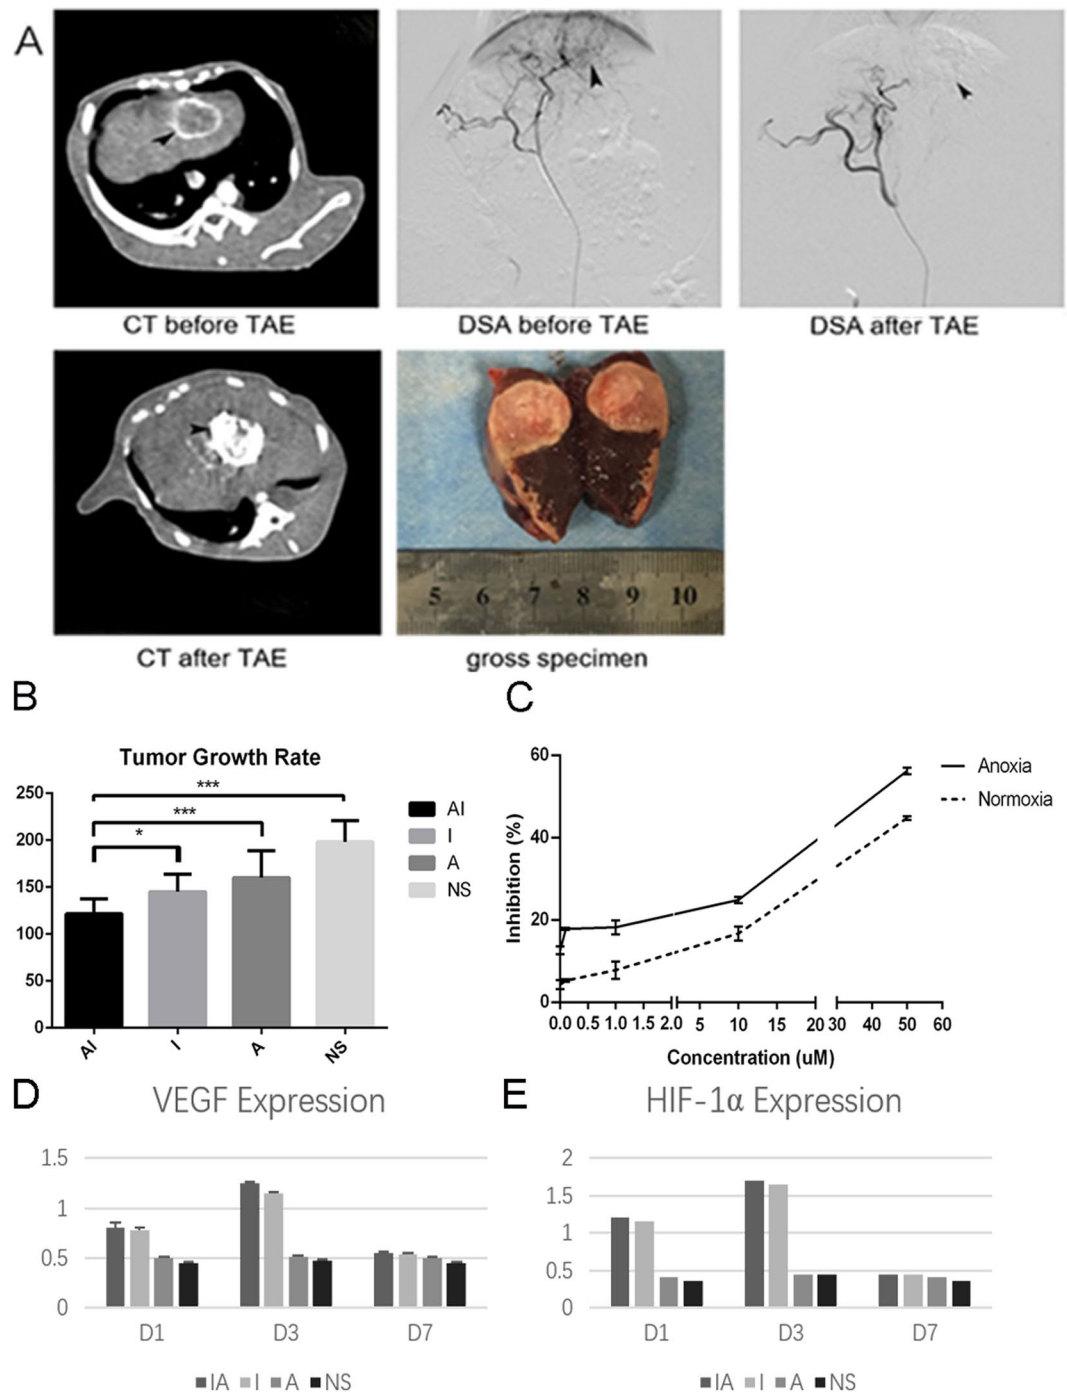 A
CT before TAE
DSA before TAE
DSA after TAE
5 6 7 8 9 10
CT after TAE
gross specimen
B
C
Tumor Growth Rate
250
200
150
100
50
0
***
***
*
AI
I
A
NS
AI
I
A
NS
Inhibition (%)
60
40
20
0
Anoxia
Normoxia
0.0 0.5 1.0 1.5 2.0 5 10 15 20 30 40 50 60
Concentration (uM)
D
VEGF Expression
1.5
1
0.5
0
D1 D3 D7
IA I A NS
E
HIF-1α Expression
2
1.5
1
0.5
0
D1 D3 D7
IA I A NS